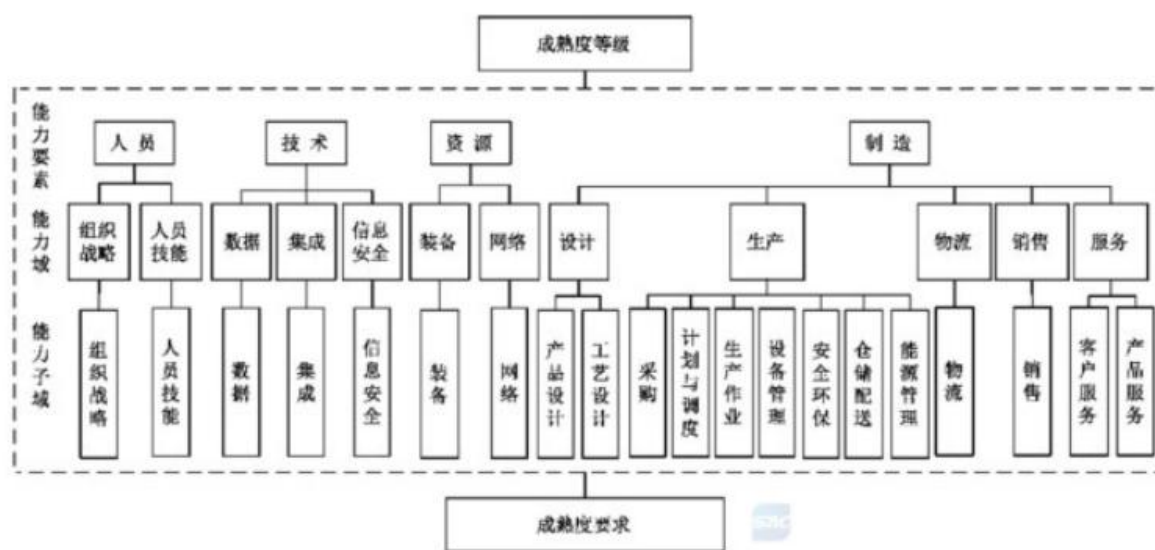 成熟度等级
能力要素
人员
技术
资源
制造
能力域
组织
战略
人员
技能
数据
集成
信息
安全
装备
网络
设计
生产
物流
销售
服务
能力子域
组织战略
人员技能
数据
集成
信息安全
装备
网络
产品设计
工艺设计
采购
计划与调度
生产作业
设备管理
安全环保
仓储配送
能源管理
物流
销售
客户服务
产品服务
成熟度要求